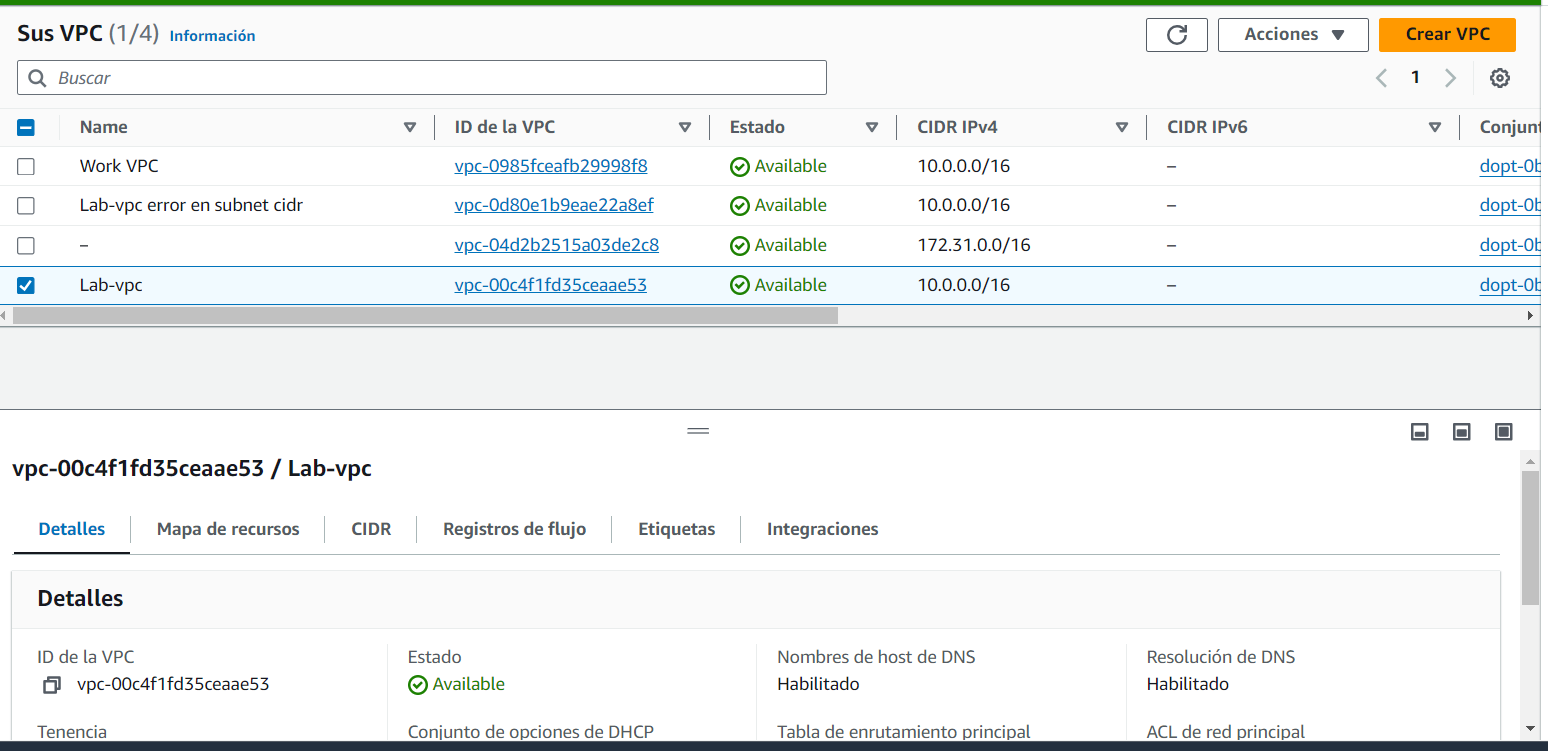 Sus VPC (1/4) Información
Acciones
Crear VPC
Buscar
1
Name ID de la VPC Estado CIDR IPv4 CIDR IPv6 Conjunt
Work VPC vpc-0985fceafb29998f8 Available 10.0.0.0/16 – dopt-0b
Lab-vpc error en subnet cidr vpc-0d80e1b9eae22a8ef Available 10.0.0.0/16 – dopt-0b
– vpc-04d2b2515a03de2c8 Available 172.31.0.0/16 – dopt-0b
Lab-vpc vpc-00c4f1fd35ceaae53 Available 10.0.0.0/16 – dopt-0b
vpc-00c4f1fd35ceaae53 / Lab-vpc
Detalles Mapa de recursos CIDR Registros de flujo Etiquetas Integraciones
Detalles
ID de la VPC Estado Nombres de host de DNS Resolución de DNS
vpc-00c4f1fd35ceaae53 Available Habilitado Habilitado
Tenencia Conjunto de opciones de DHCP Tabla de enrutamiento principal ACL de red principal